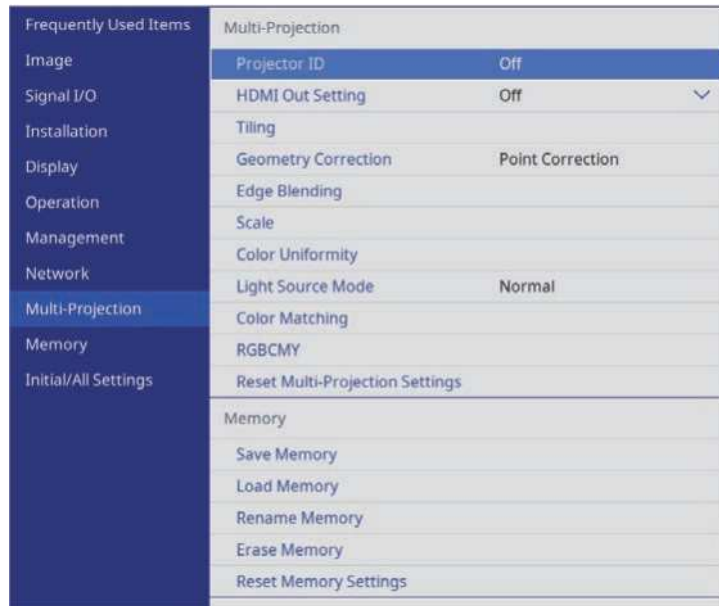 Frequently Used Items
Image
Signal I/O
Installation
Display
Operation
Management
Network
Multi-Projection
Memory
Initial/All Settings
Multi-Projection
Projector ID Off
HDMI Out Setting Off
Tiling
Geometry Correction Point Correction
Edge Blending
Scale
Color Uniformity
Light Source Mode Normal
Color Matching
RGBCMY
Reset Multi-Projection Settings
Memory
Save Memory
Load Memory
Rename Memory
Erase Memory
Reset Memory Settings